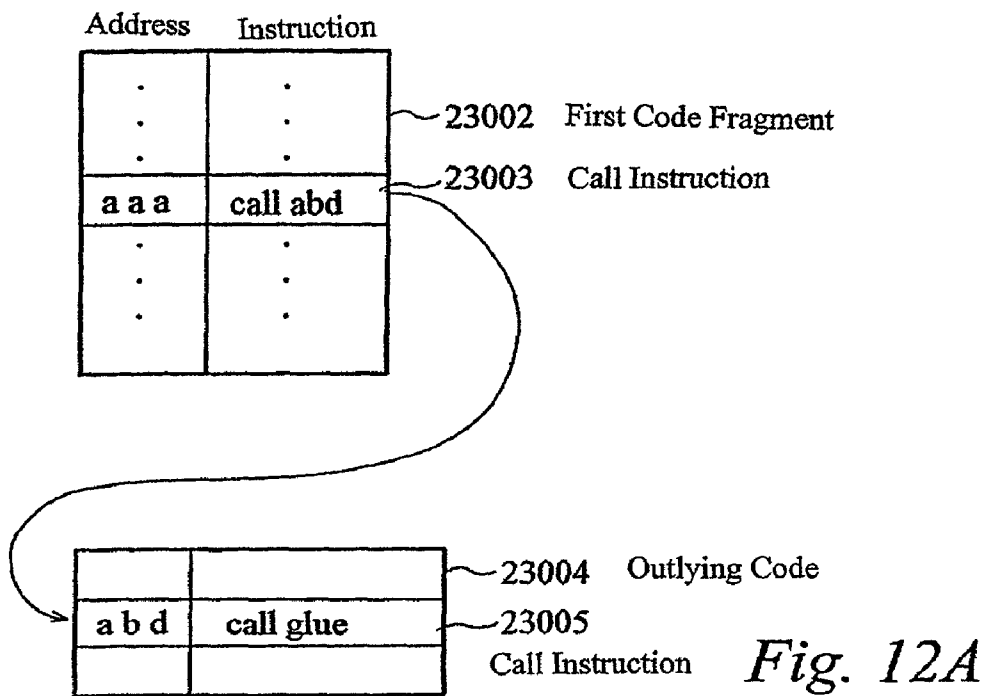 Address Instruction
23002 First Code Fragment
23003 Call Instruction
a a a call abd
23004 Outlying Code
a b d call glue 23005
Call Instruction
Fig. 12A